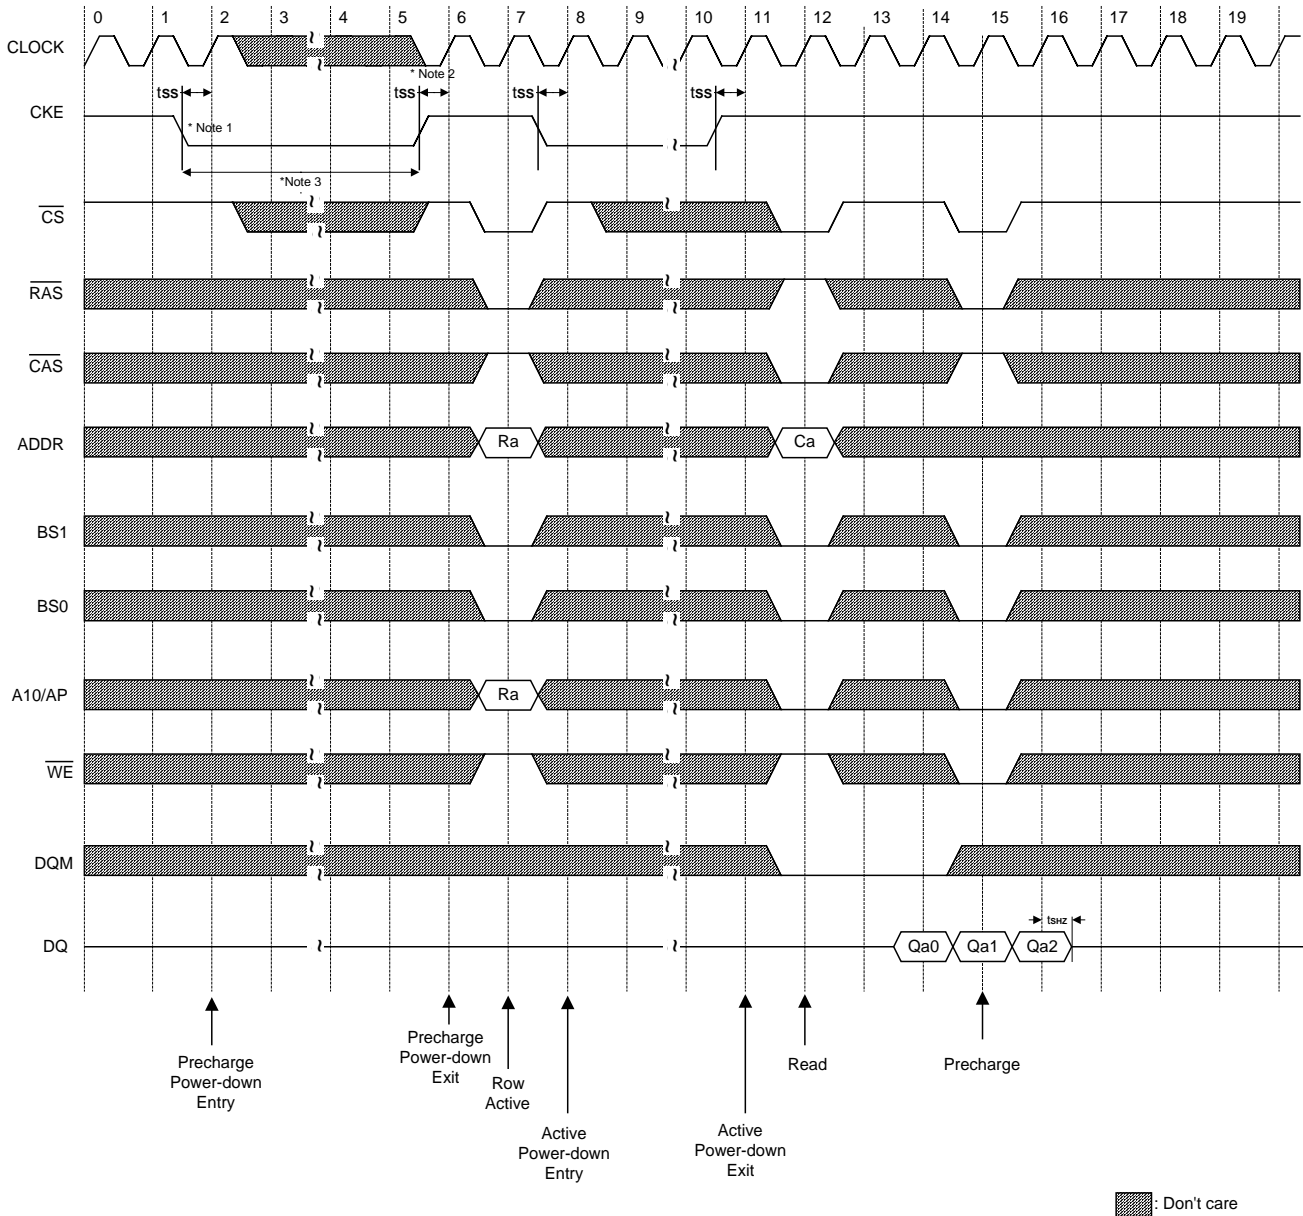 0 1 2 3 4 5 6 7 8 9 10 11 12 13 14 15 16 17 18 19
CLOCK
* Note 2
tss tss tss tss
CKE
* Note 1
*Note 3
CS
RAS
CAS
ADDR Ra Ca
BS1
BS0
A10/AP Ra
WE
DQM
tSHZ
DQ Qa0 Qa1 Qa2
Precharge
Power-down
Entry
Precharge
Power-down
Exit
Row
Active
Active
Power-down
Entry
Active
Power-down
Exit
Read
Precharge
: Don't care